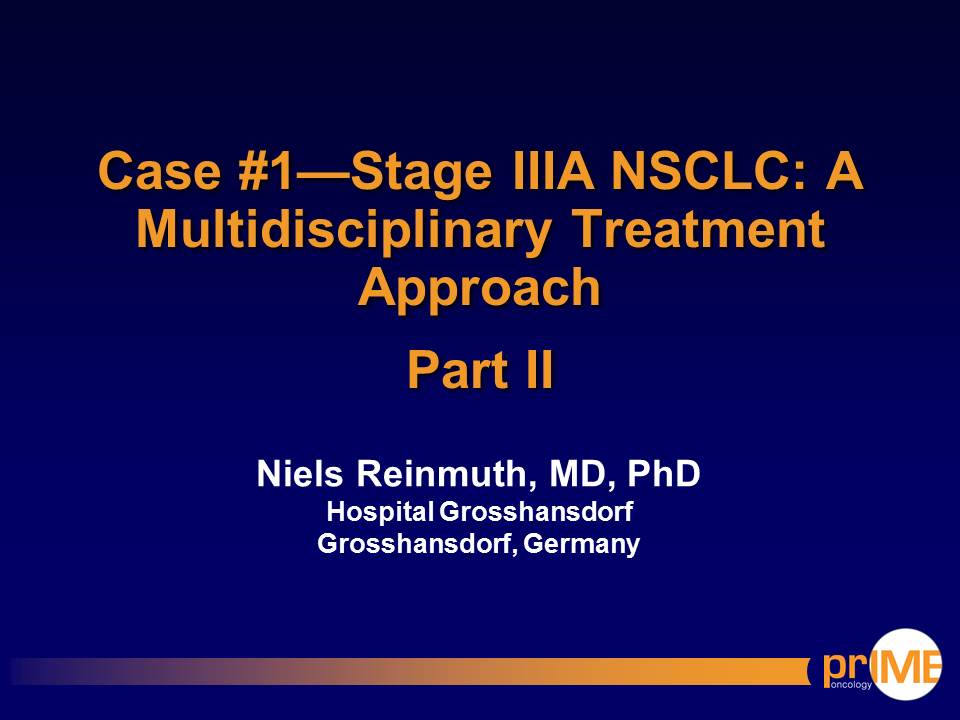 Case #1—Stage IIIA NSCLC: A
Multidisciplinary Treatment
Approach
Part II
Niels Reinmuth, MD, PhD
Hospital Grosshansdorf
Grosshansdorf, Germany
prIME
oncology